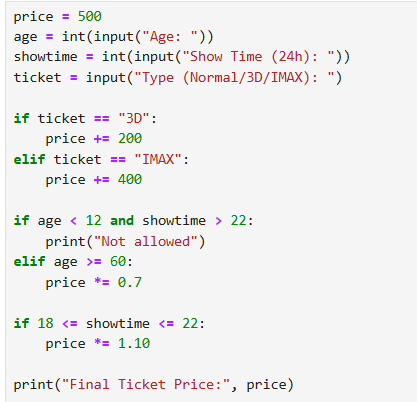 price = 500
age = int(input("Age: "))
showtime = int(input("Show Time (24h): "))
ticket = input("Type (Normal/3D/IMAX): ")

if ticket == "3D":
    price += 200
elif ticket == "IMAX":
    price += 400

if age < 12 and showtime > 22:
    print("Not allowed")
elif age >= 60:
    price *= 0.7

if 18 <= showtime <= 22:
    price *= 1.10

print("Final Ticket Price:", price)